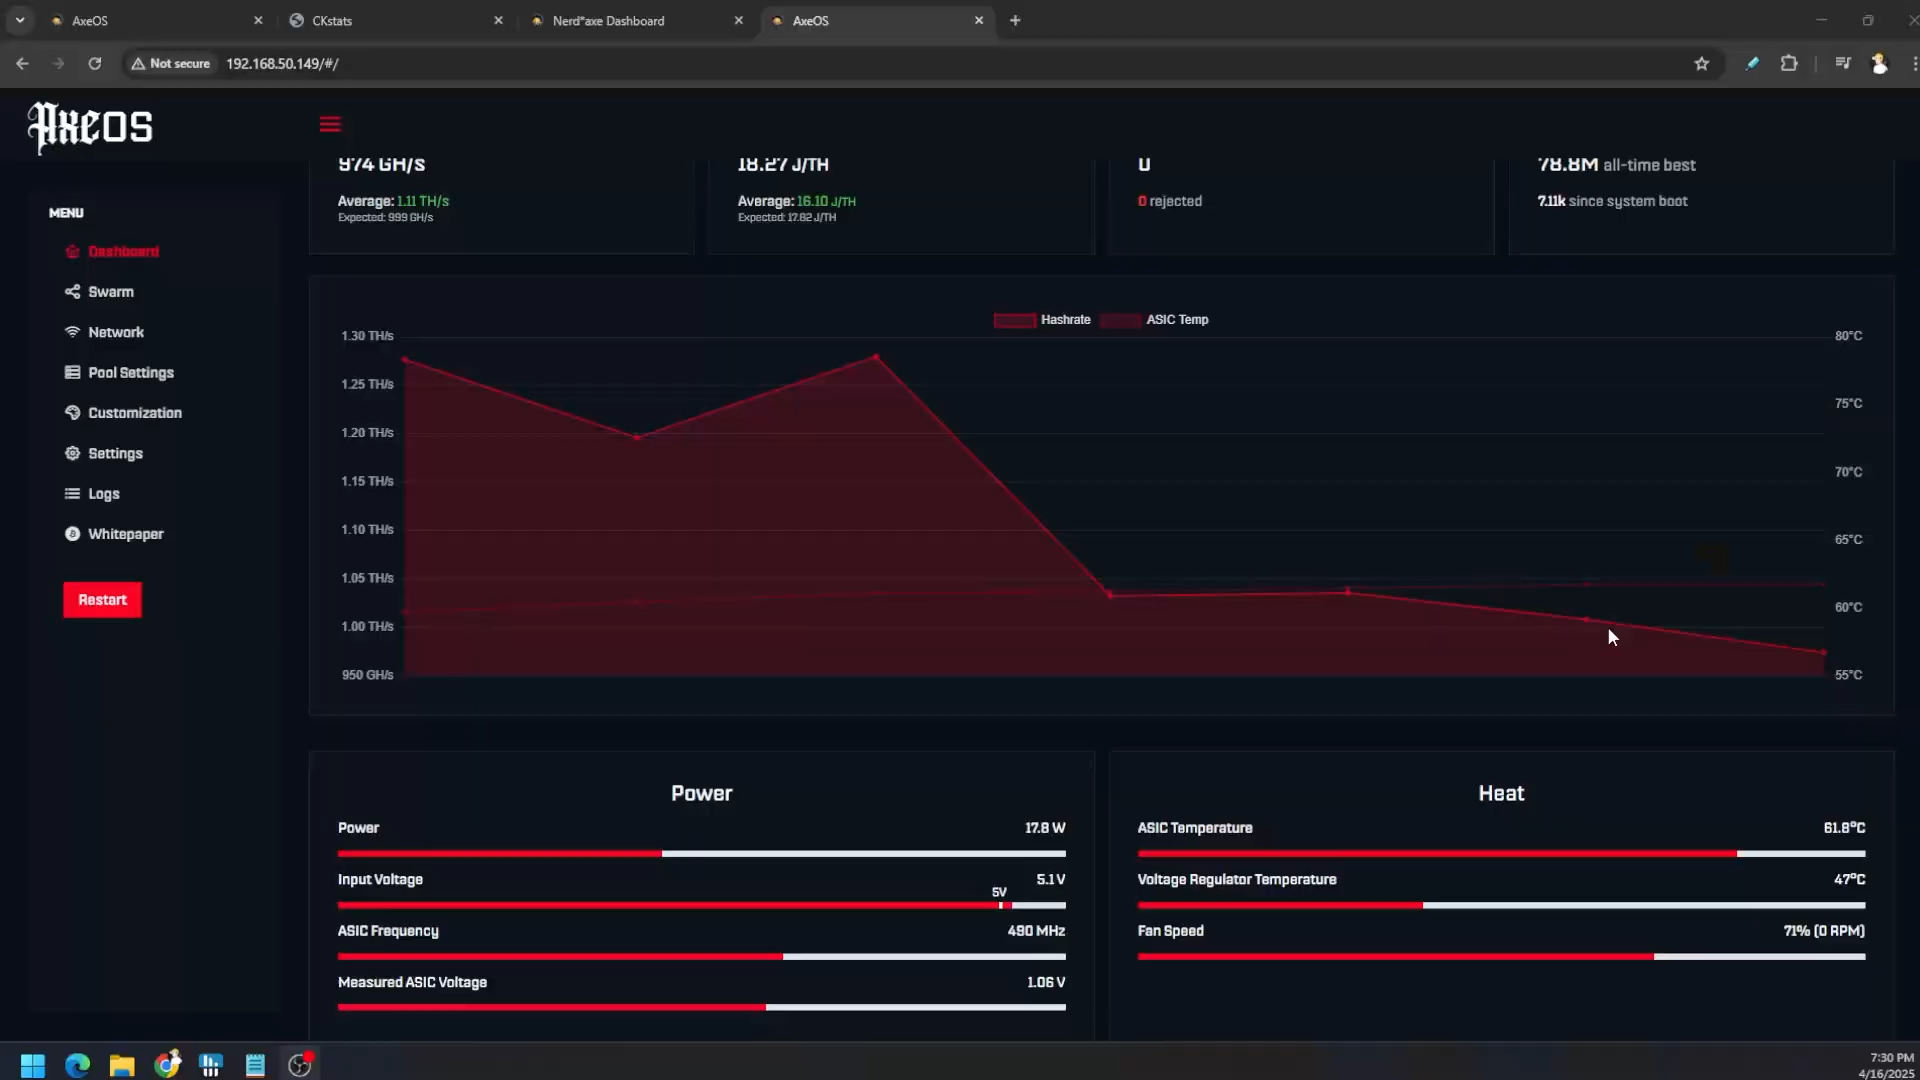 AxeOS
CKstats
Nerd*axe Dashboard
AxeOS
Not secure
192.168.50.149/#/
AxeOS
MENU
Dashboard
Swarm
Network
Pool Settings
Customization
Settings
Logs
Whitepaper
Restart
974 GH/s
Average: 1.11 TH/s
Expected: 999 GH/s
18.27 J/TH
Average: 16.10 J/TH
Expected: 17.82 J/TH
0
0 rejected
78.8M all-time best
7.11k since system boot
Hashrate
ASIC Temp
1.30 TH/s
1.25 TH/s
1.20 TH/s
1.15 TH/s
1.10 TH/s
1.05 TH/s
1.00 TH/s
950 GH/s
80°C
75°C
70°C
65°C
60°C
55°C
Power
Power 17.8 W
Input Voltage 5.1 V
5V
ASIC Frequency 490 MHz
Measured ASIC Voltage 1.06 V
Heat
ASIC Temperature 61.8°C
Voltage Regulator Temperature 47°C
Fan Speed 71% (0 RPM)
7:30 PM
4/16/2025